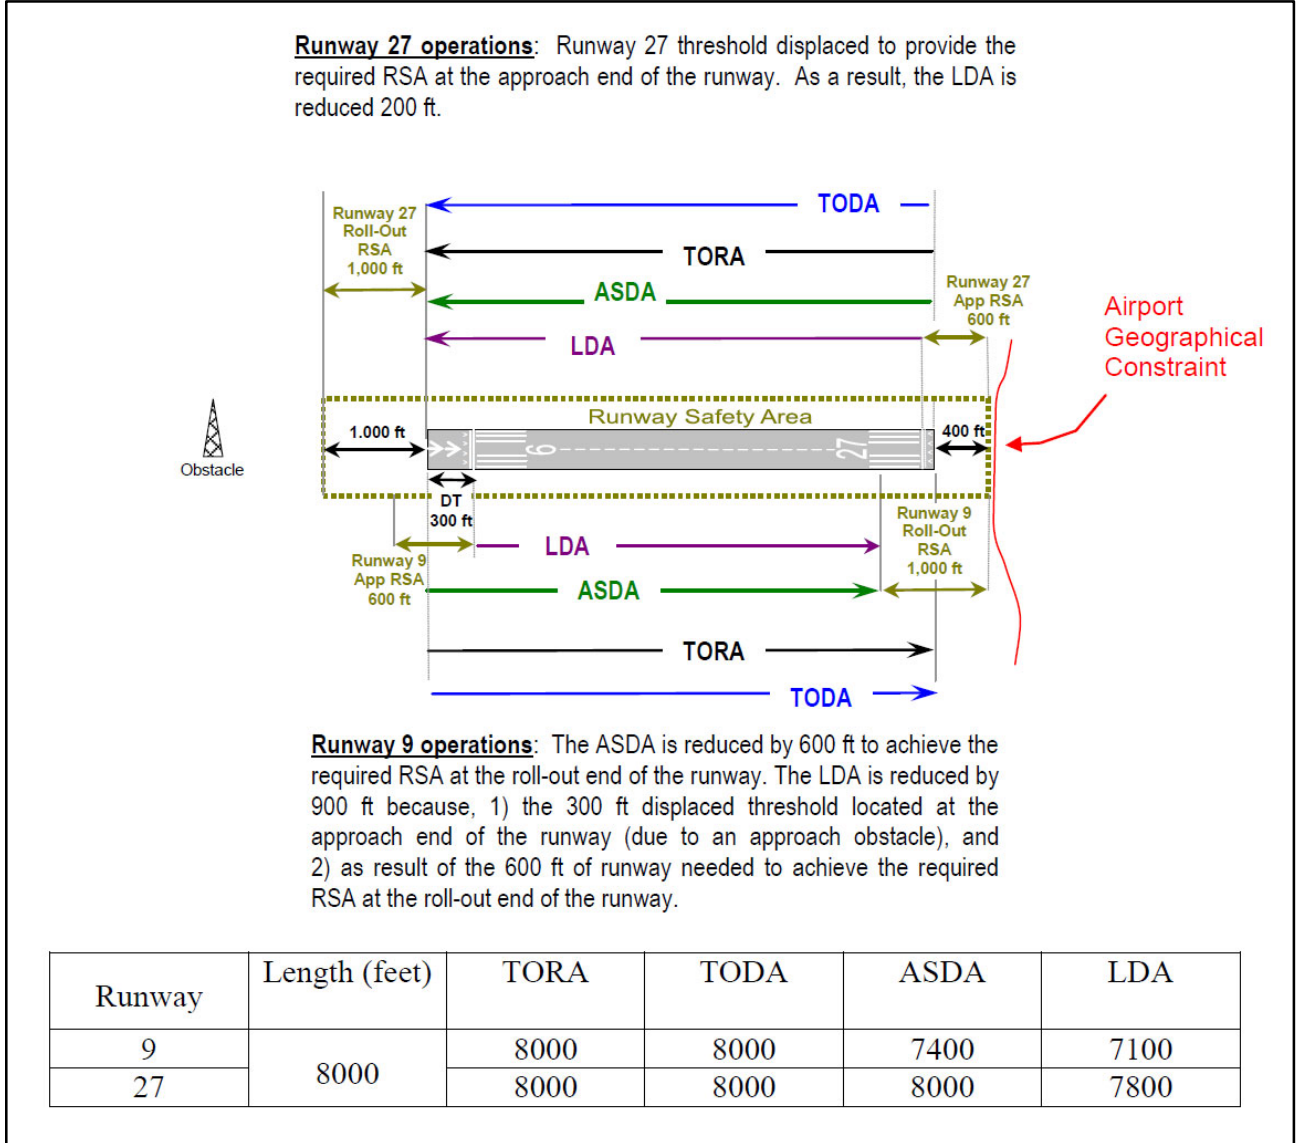 Runway 27 operations: Runway 27 threshold displaced to provide the
required RSA at the approach end of the runway. As a result, the LDA is
reduced 200 ft.
TODA
Runway 27
Roll-Out
RSA
1,000 ft
TORA
ASDA
Runway 27
App RSA
600 ft
LDA
Airport
Geographical
Constraint
Runway Safety Area
1.000 ft
9
27
400 ft
Obstacle
DT
300 ft
Runway 9
Roll-Out
RSA
1,000 ft
LDA
Runway 9
App RSA
600 ft
ASDA
TORA
TODA
Runway 9 operations: The ASDA is reduced by 600 ft to achieve the
required RSA at the roll-out end of the runway. The LDA is reduced by
900 ft because, 1) the 300 ft displaced threshold located at the
approach end of the runway (due to an approach obstacle), and
2) as result of the 600 ft of runway needed to achieve the required
RSA at the roll-out end of the runway.
Runway Length (feet) TORA TODA ASDA LDA
9 8000 8000 8000 7400 7100
27 8000 8000 8000 7800